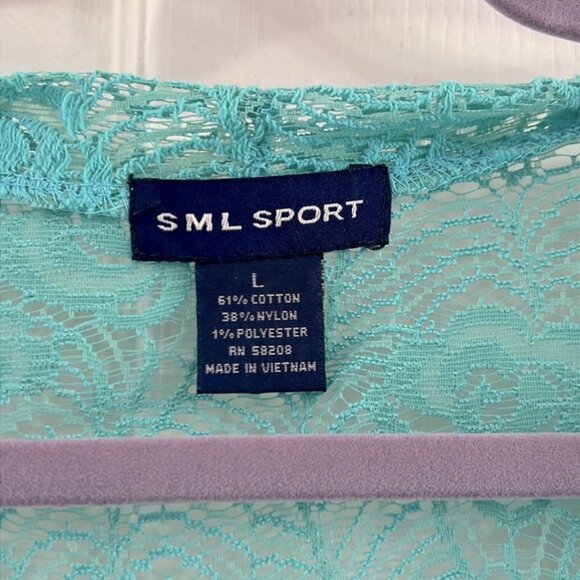 SML SPORT
L
61% COTTON
38% NYLON
1% POLYESTER
RN 58208
MADE IN VIETNAM